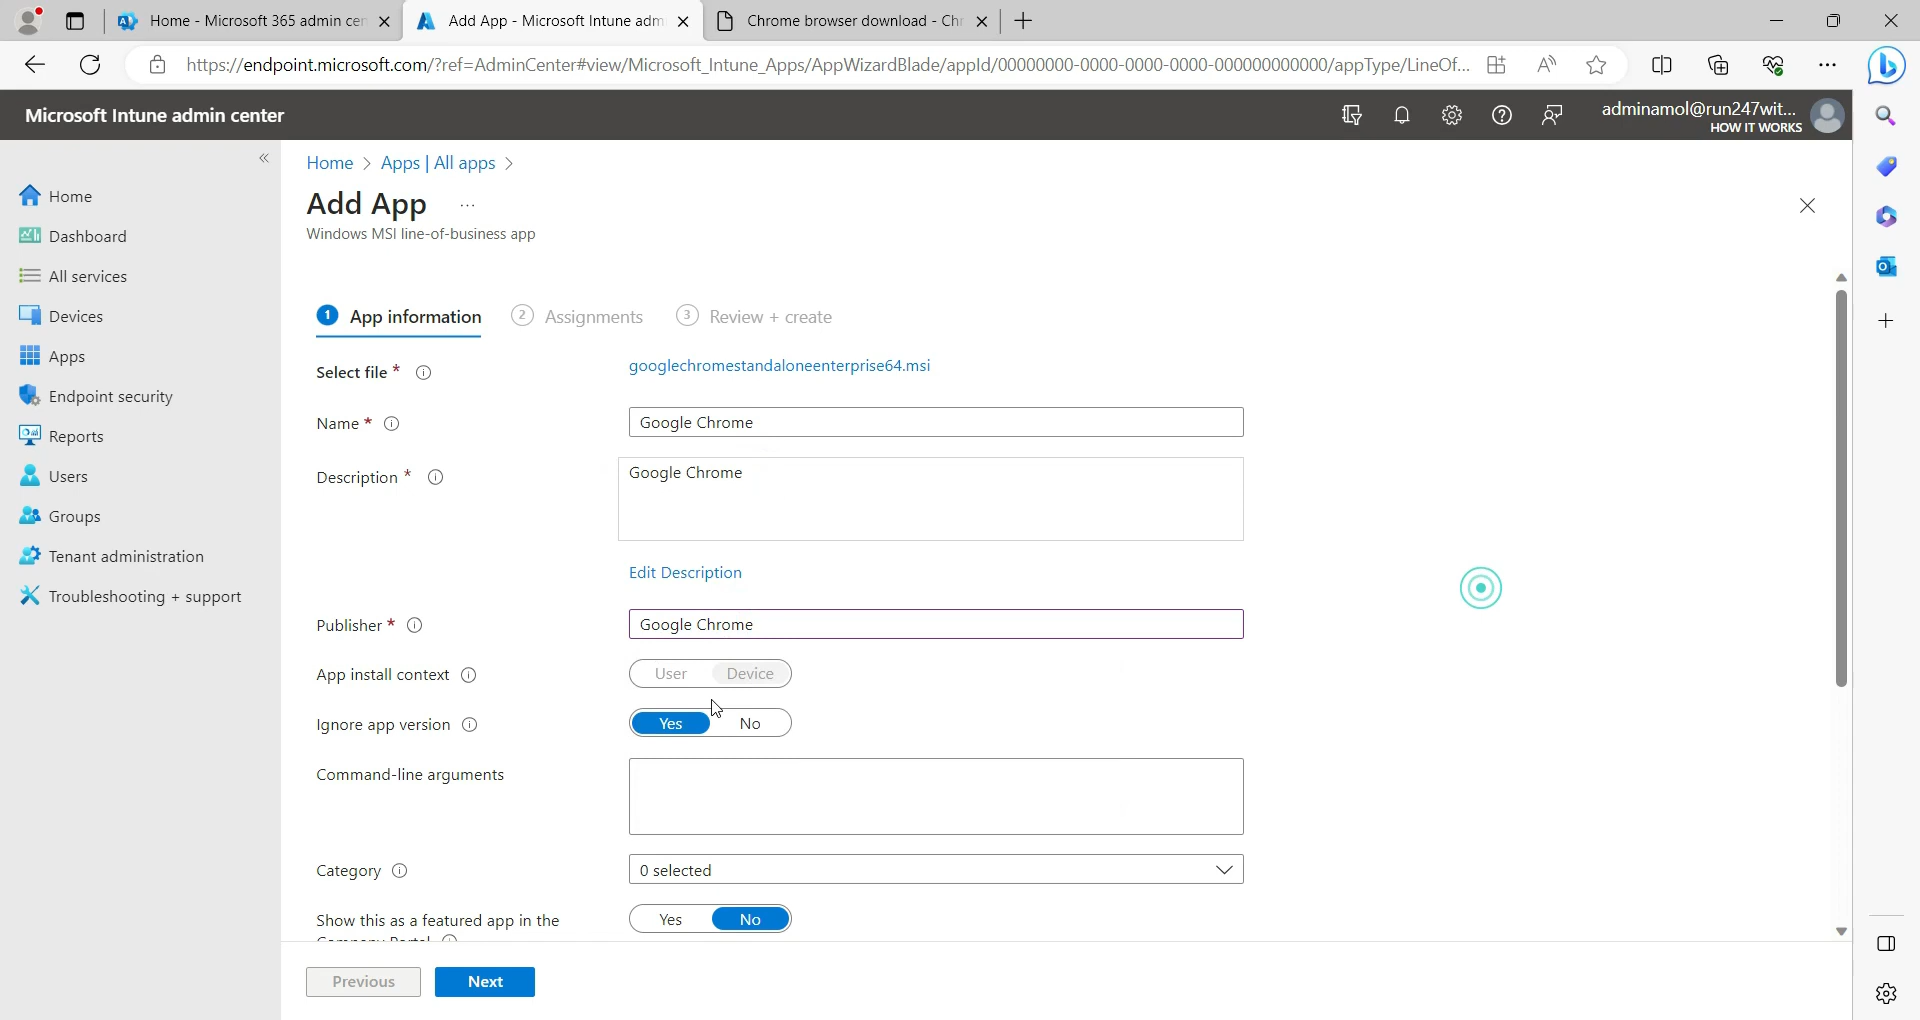 Home - Microsoft 365 admin cen
Add App - Microsoft Intune adm
Chrome browser download - Chr
https://endpoint.microsoft.com/?ref=AdminCenter#view/Microsoft_Intune_Apps/AppWizardBlade/appId/00000000-0000-0000-0000-000000000000/appType/LineOf...
Microsoft Intune admin center
adminamol@run247wit...
HOW IT WORKS
Home > Apps | All apps >
Add App ...
Windows MSI line-of-business app
Home
Dashboard
All services
Devices
Apps
Endpoint security
Reports
Users
Groups
Tenant administration
Troubleshooting + support
1 App information
2 Assignments
3 Review + create
Select file *
googlechromestandaloneenterprise64.msi
Name *
Google Chrome
Description *
Google Chrome
Edit Description
Publisher *
Google Chrome
App install context
User Device
Ignore app version
Yes No
Command-line arguments
Category
0 selected
Show this as a featured app in the
Company Portal
Yes No
Previous
Next